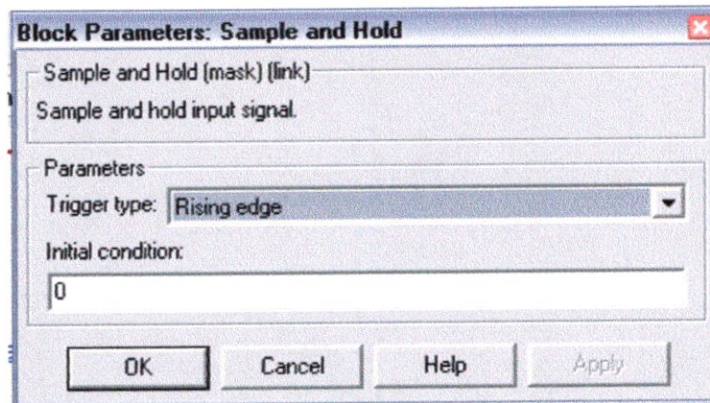 Block Parameters: Sample and Hold
Sample and Hold (mask) (link)
Sample and hold input signal.
Parameters
Trigger type: Rising edge
Initial condition:
0
OK Cancel Help Apply